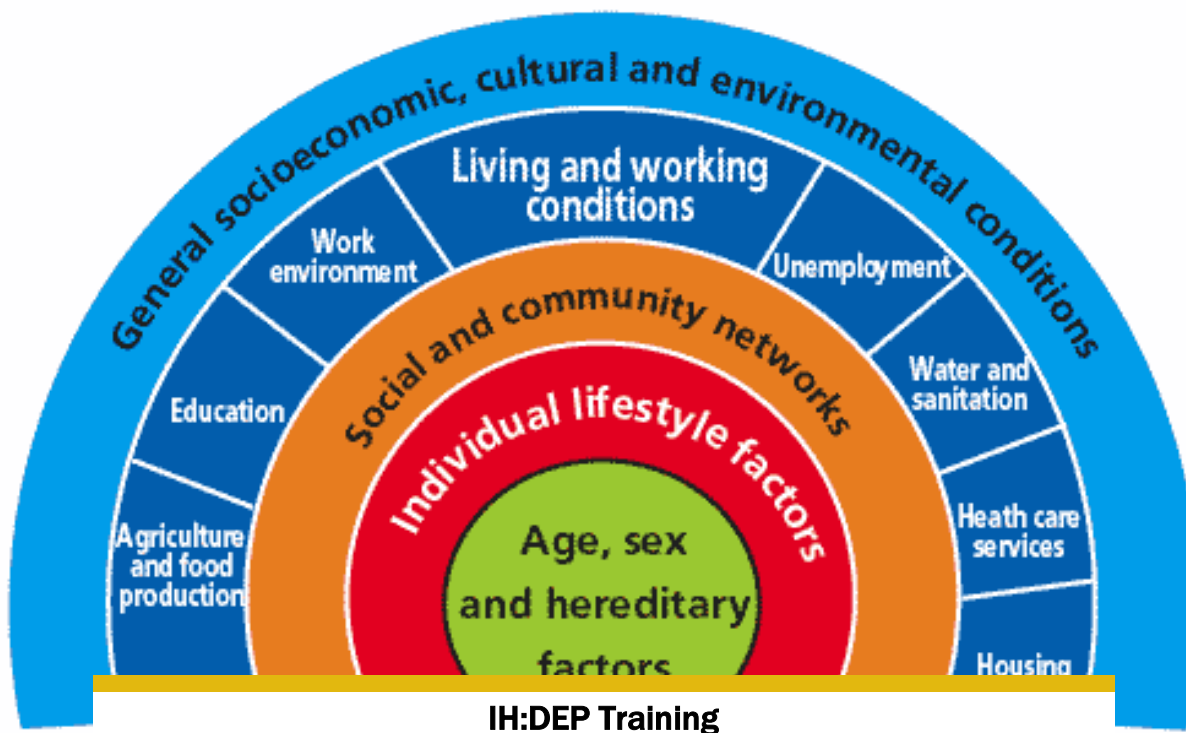 General socioeconomic, cultural and environmental conditions
Living and working
conditions
Work
environment
Unemployment
Education
Water and
sanitation
Agriculture
and food
production
Heath care
services
Housing
Social and community networks
Individual lifestyle factors
Age, sex
and hereditary
factors
IH:DEP Training